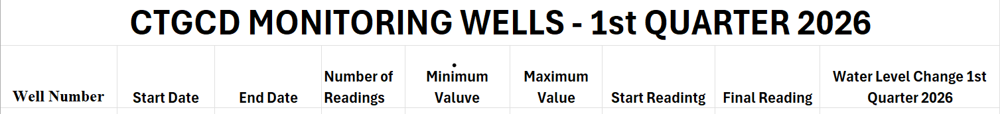 CTGCD MONITORING WELLS - 1st QUARTER 2026
Well Number
Start Date
End Date
Number of
Readings
•
Minimum
Valuve
Maximum
Value
Start Readintg
Final Reading
Water Level Change 1st
Quarter 2026